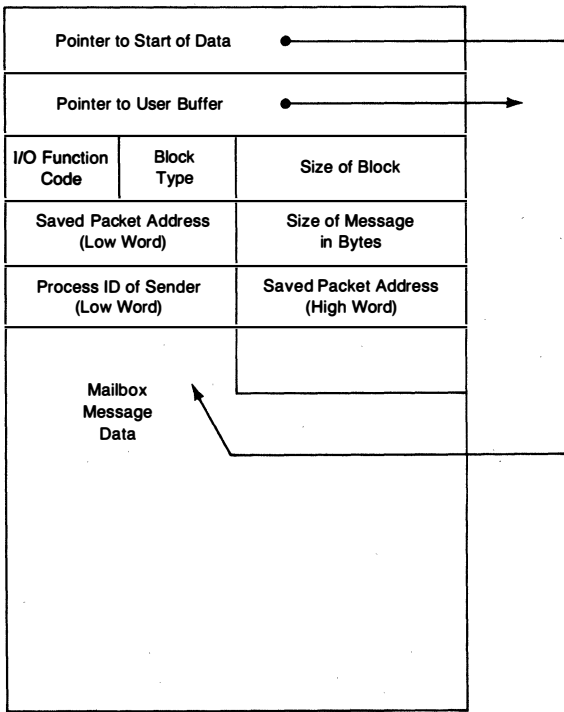 Pointer to Start of Data
Pointer to User Buffer
I/O Function
Code
Block
Type
Size of Block
Saved Packet Address
(Low Word)
Size of Message
in Bytes
Process ID of Sender
(Low Word)
Saved Packet Address
(High Word)
Mailbox
Message
Data